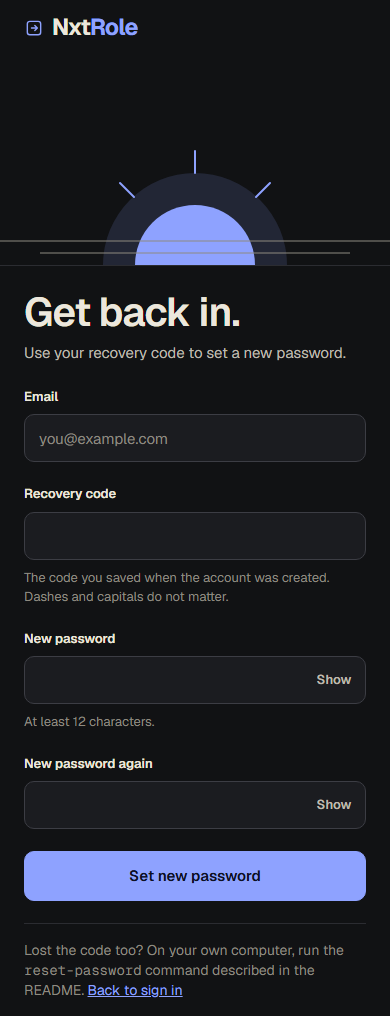 NxtRole
Get back in.
Use your recovery code to set a new password.
Email
you@example.com
Recovery code
The code you saved when the account was created.
Dashes and capitals do not matter.
New password
Show
At least 12 characters.
New password again
Show
Set new password
Lost the code too? On your own computer, run the
reset-password command described in the
README. Back to sign in